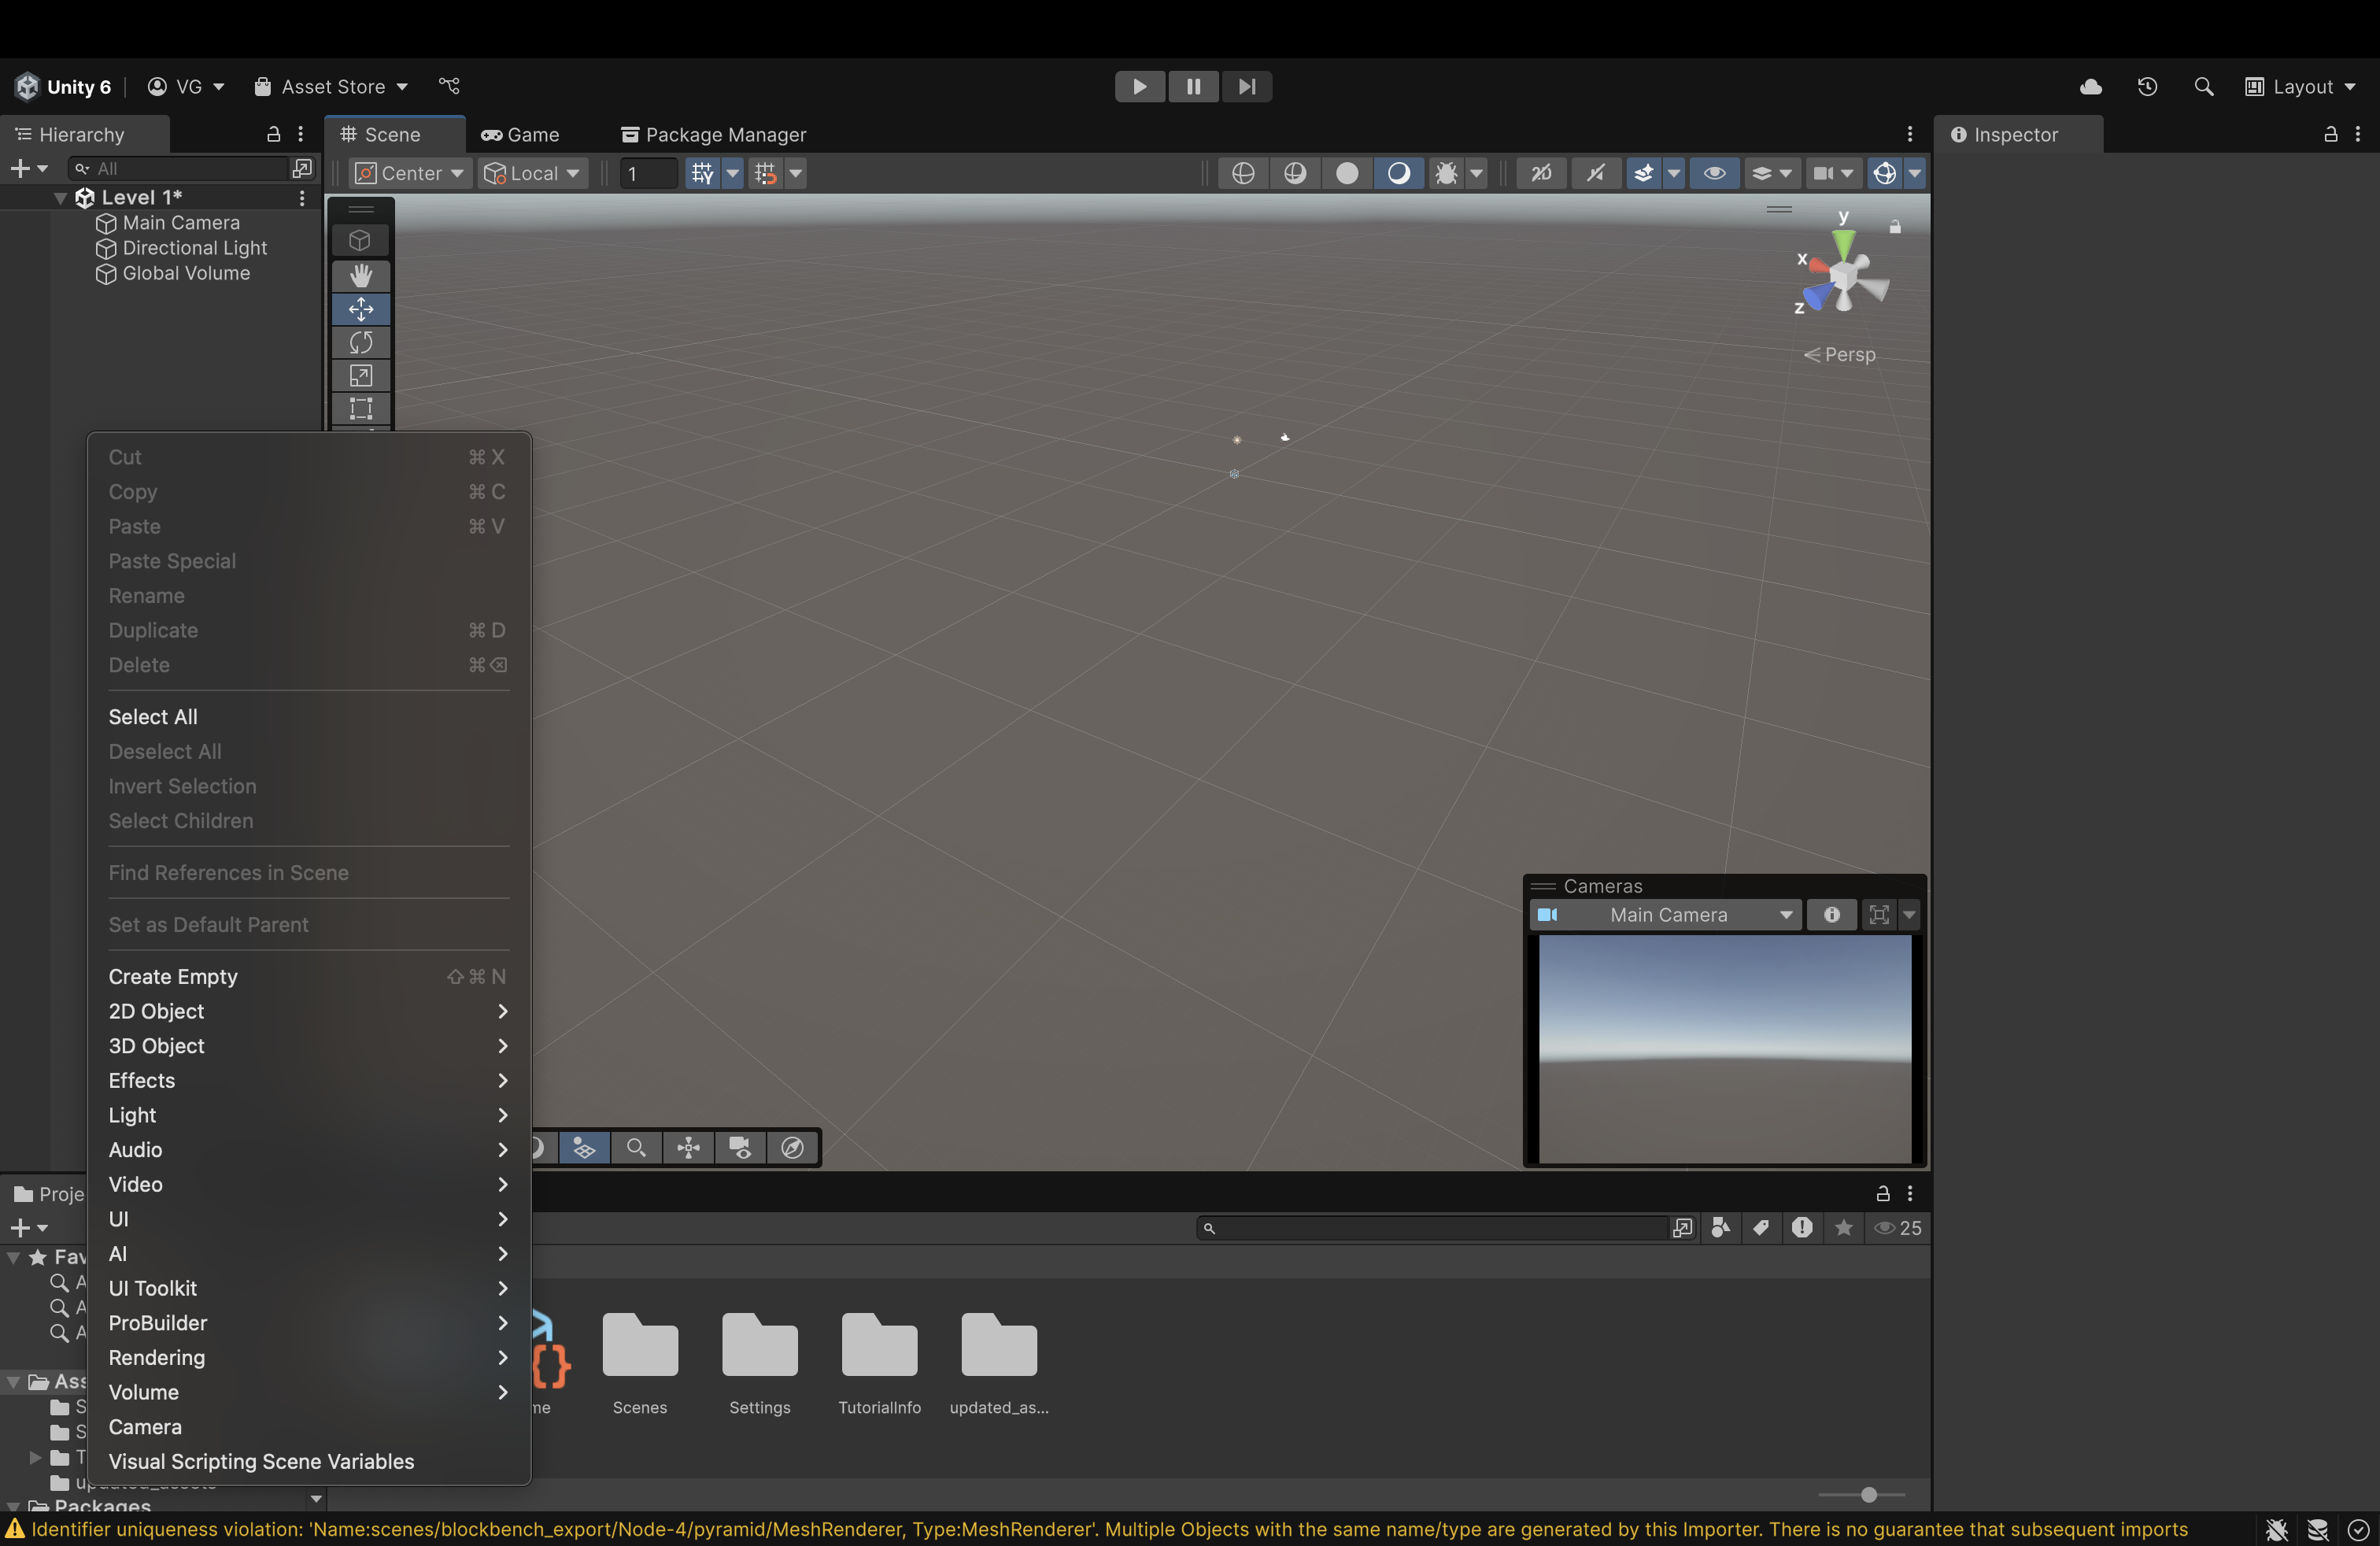 Unity 6 VG Asset Store Layout
Hierarchy Scene Game Package Manager Inspector
All Center Local 1 2D
Level 1*
Main Camera
Directional Light
Global Volume
y
x
z
Persp
Cut ⌘ X
Copy ⌘ C
Paste ⌘ V
Paste Special
Rename
Duplicate ⌘ D
Delete ⌘⌫
Select All
Deselect All
Invert Selection
Select Children
Find References in Scene
Set as Default Parent
Create Empty ⇧ ⌘ N
2D Object
3D Object
Effects
Light
Audio
Video
UI
AI
UI Toolkit
ProBuilder
Rendering
Volume
Camera
Visual Scripting Scene Variables
Cameras
Main Camera
Proje
25
Fav
A
A
A
Ass
S
S
T
updated_assets
Packages
me Scenes Settings TutorialInfo updated_as...
Identifier uniqueness violation: 'Name:scenes/blockbench_export/Node-4/pyramid/MeshRenderer, Type:MeshRenderer'. Multiple Objects with the same name/type are generated by this Importer. There is no guarantee that subsequent imports